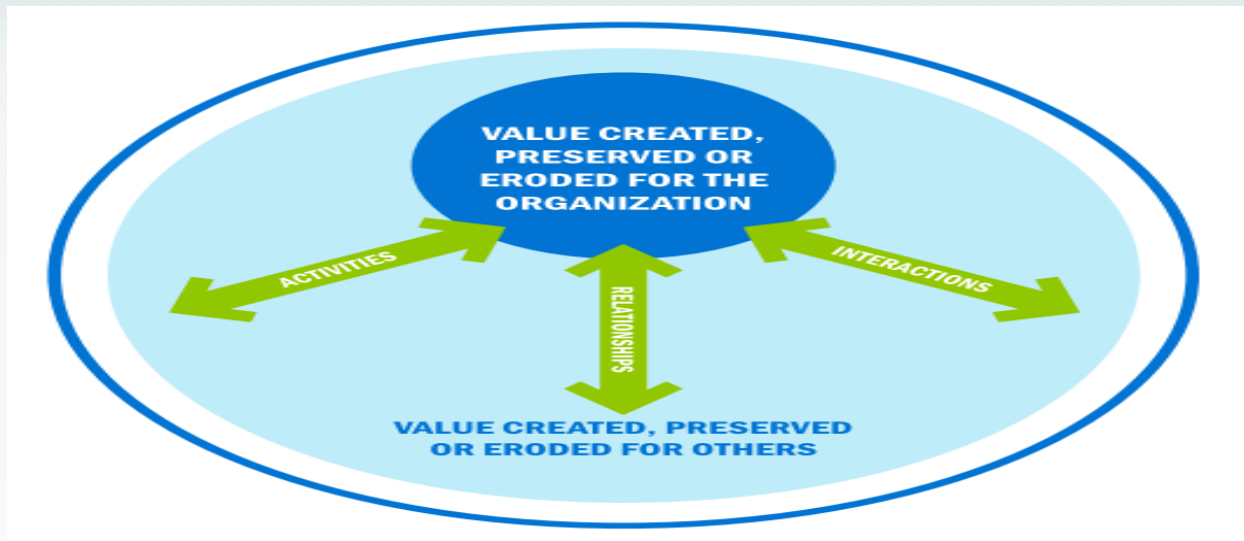 VALUE CREATED,
PRESERVED OR
ERODED FOR THE
ORGANIZATION
ACTIVITIES
RELATIONSHIPS
INTERACTIONS
VALUE CREATED, PRESERVED
OR ERODED FOR OTHERS